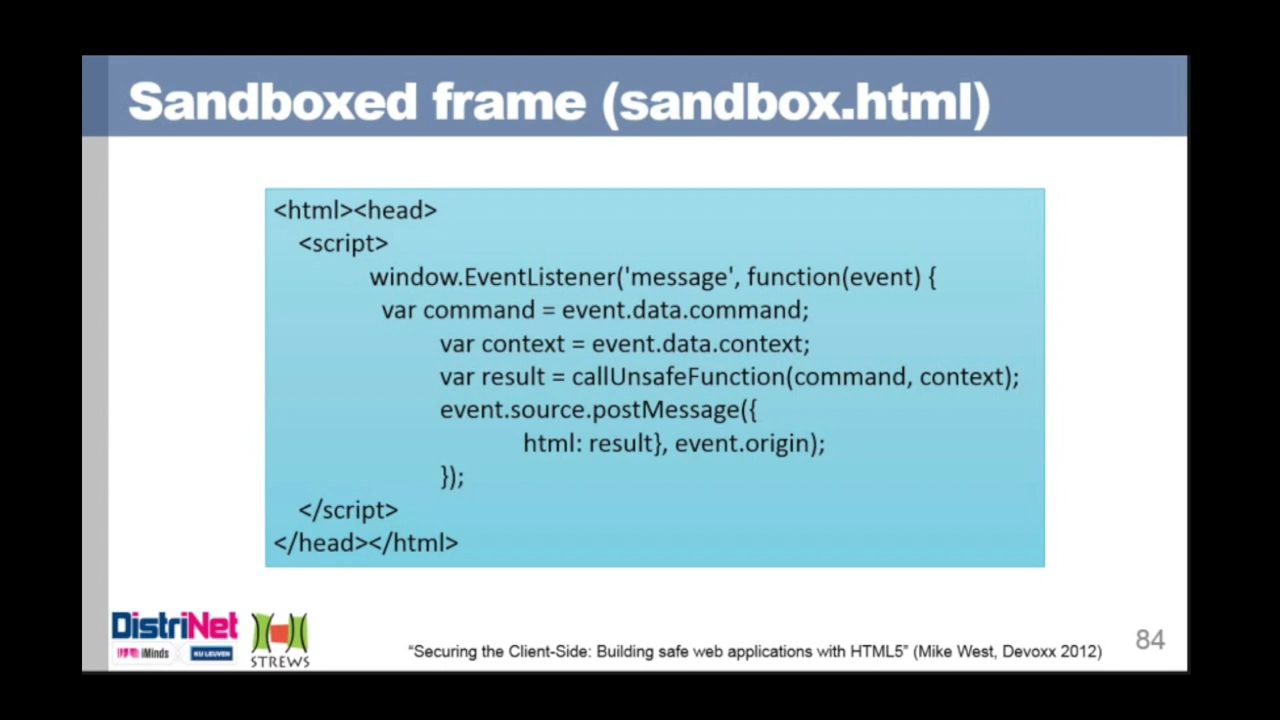 Sandboxed frame (sandbox.html)
<html><head>
<script>
window.EventListener('message', function(event) {
var command = event.data.command;
var context = event.data.context;
var result = callUnsafeFunction(command, context);
event.source.postMessage({
html: result}, event.origin);
});
</script>
</head></html>
DistriNet
iMinds
KU LEUVEN
STREWS
“Securing the Client-Side: Building safe web applications with HTML5” (Mike West, Devoxx 2012)
84